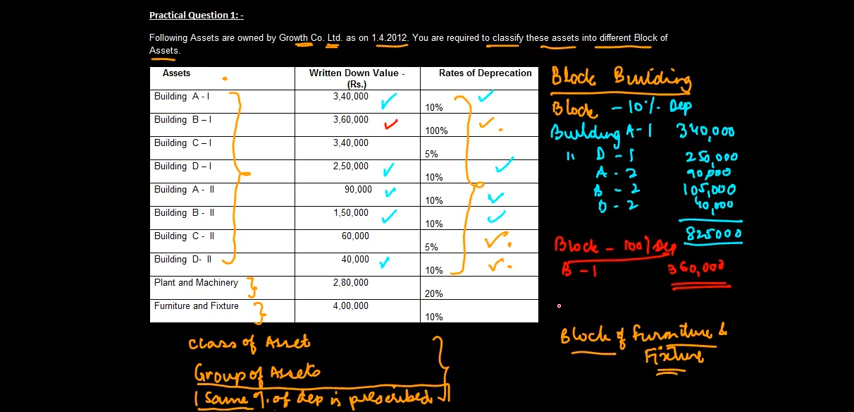 Practical Question 1: -
Following Assets are owned by Growth Co. Ltd. as on 1.4.2012. You are required to classify these assets into different Block of
Assets.
Assets Written Down Value - (Rs.) Rates of Deprecation
Building A - I 3,40,000 10%
Building B – I 3,60,000 100%
Building C – I 3,40,000 5%
Building D – I 2,50,000 10%
Building A - II 90,000 10%
Building B - II 1,50,000 10%
Building C - II 60,000 5%
Building D- II 40,000 10%
Plant and Machinery 2,80,000 20%
Furniture and Fixture 4,00,000 10%
Block Building
Block - 10% Dep
Building A - 1 340,000
" D - 1 250,000
A - 2 90,000
B - 2 105,000
D - 2 40,000
825000
Block - 100% Dep
B - 1 360,000
Block of Furniture &
Fixture
Class of Asset
Group of Assets
Same % of dep is prescribed